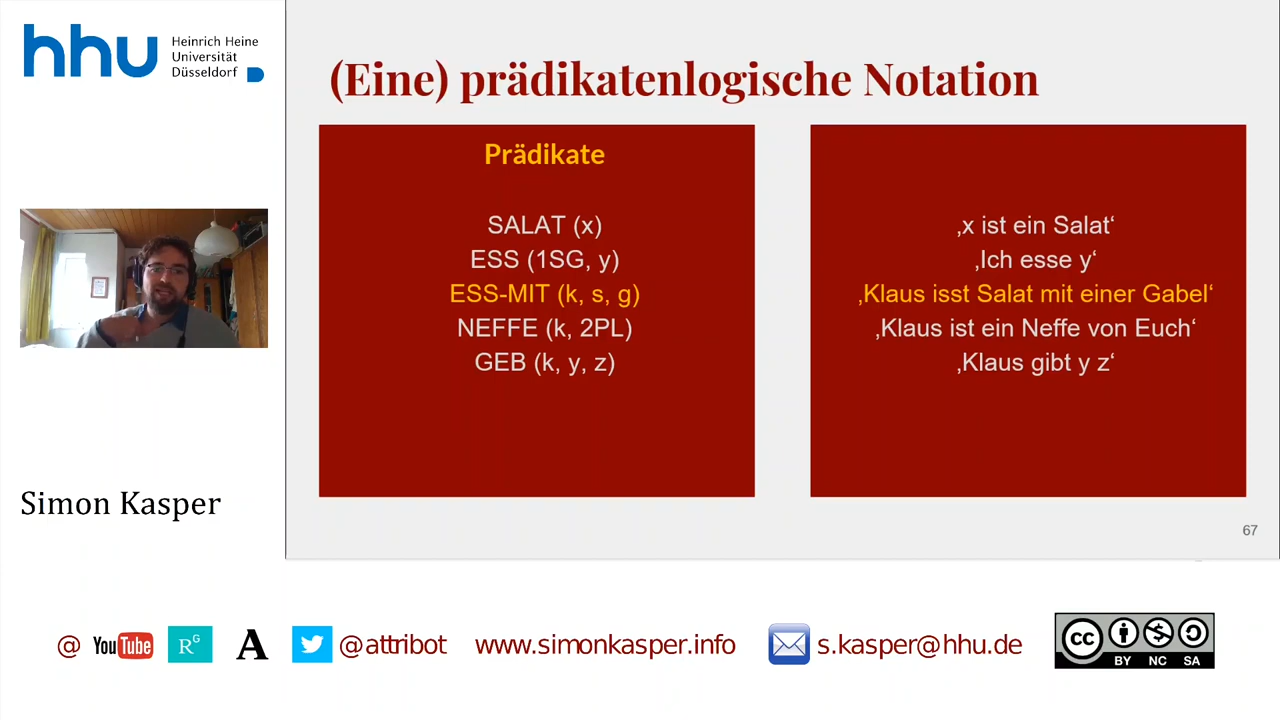 hhu
Heinrich Heine
Universität
Düsseldorf
(Eine) prädikatenlogische Notation
Prädikate
SALAT (x)
ESS (1SG, y)
ESS-MIT (k, s, g)
NEFFE (k, 2PL)
GEB (k, y, z)
‚x ist ein Salat‘
‚Ich esse y‘
‚Klaus isst Salat mit einer Gabel‘
‚Klaus ist ein Neffe von Euch‘
‚Klaus gibt y z‘
Simon Kasper
67
@ YouTube RG A @attribot www.simonkasper.info s.kasper@hhu.de
cc BY NC SA